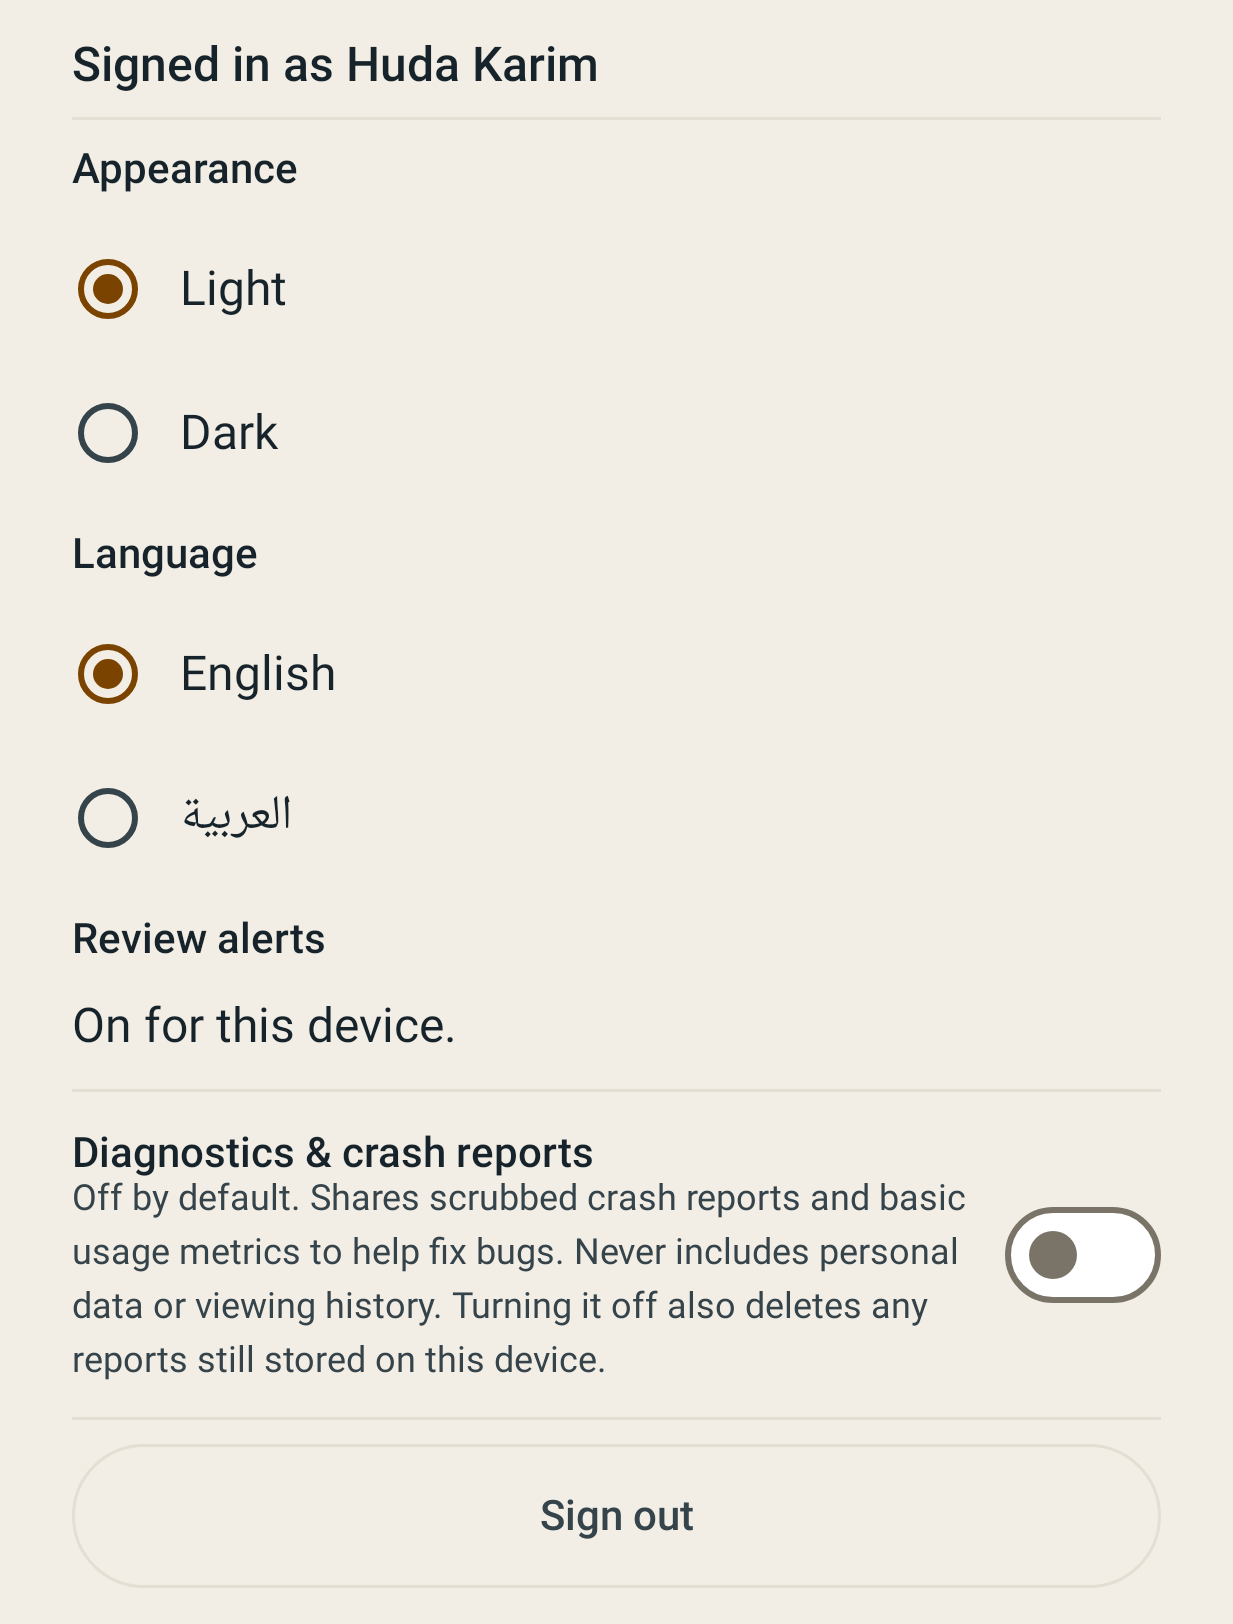 Signed in as Huda Karim
Appearance
Light
Dark
Language
English
العربية
Review alerts
On for this device.
Diagnostics & crash reports
Off by default. Shares scrubbed crash reports and basic
usage metrics to help fix bugs. Never includes personal
data or viewing history. Turning it off also deletes any
reports still stored on this device.
Sign out